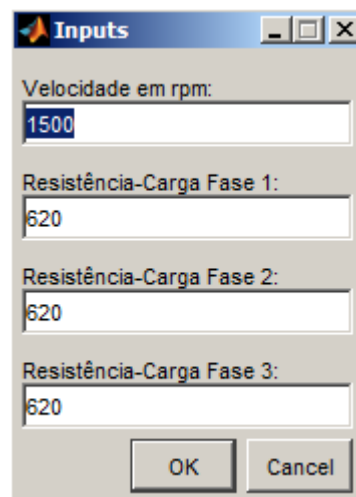 Inputs
Velocidade em rpm:
1500
Resistência-Carga Fase 1:
620
Resistência-Carga Fase 2:
620
Resistência-Carga Fase 3:
620
OK Cancel